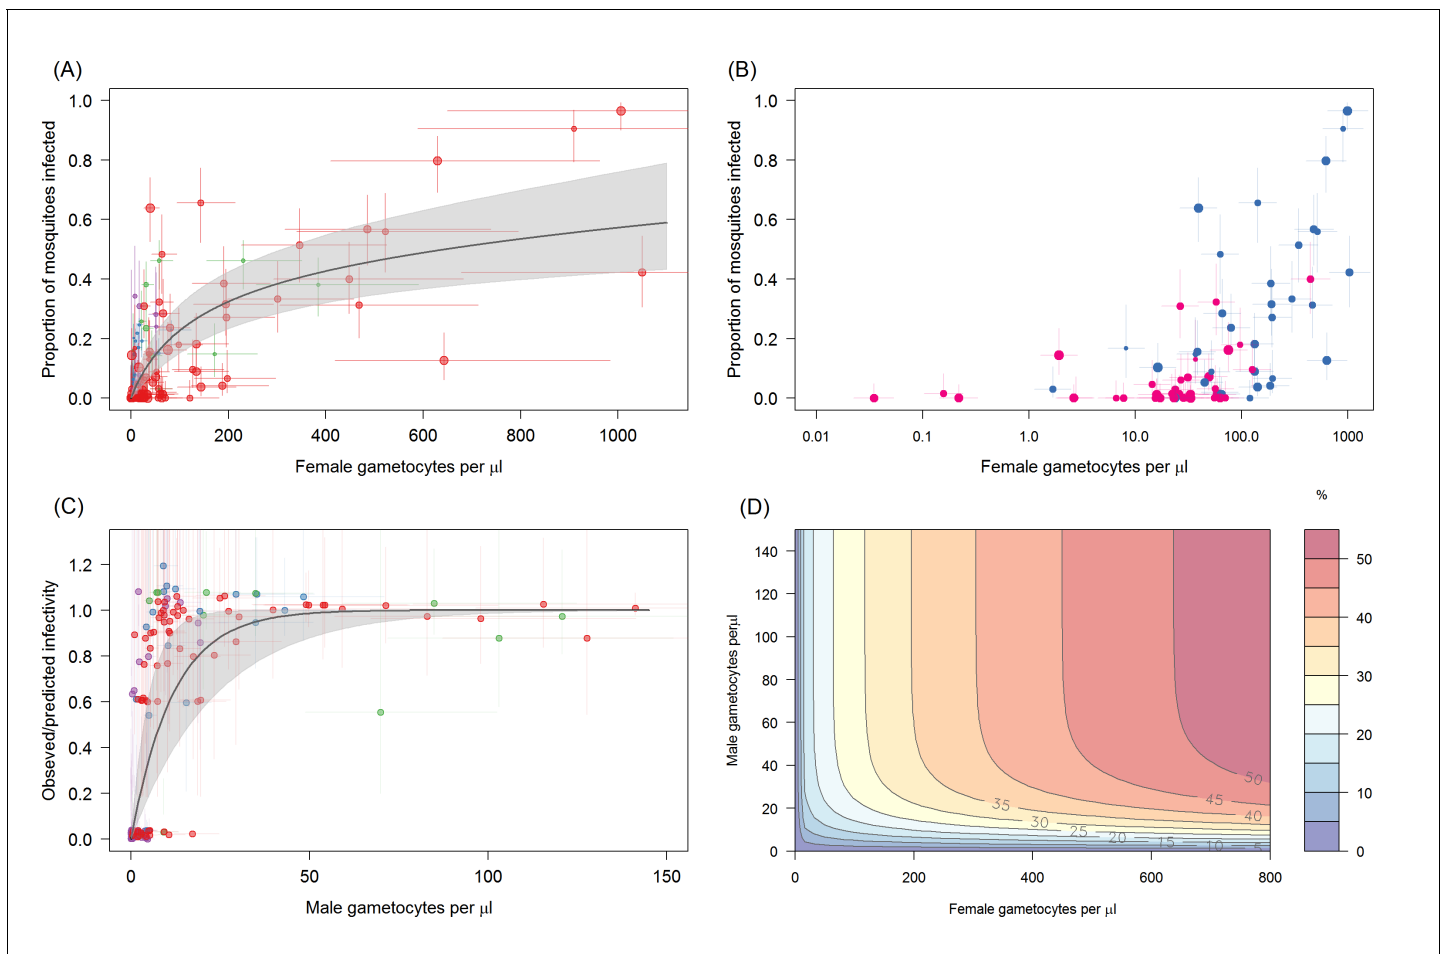 (A)
Proportion of mosquitoes infected
1.0
0.8
0.6
0.4
0.2
0.0
0 200 400 600 800 1000
Female gametocytes per μl
(B)
Proportion of mosquitoes infected
1.0
0.8
0.6
0.4
0.2
0.0
0.01 0.1 1.0 10.0 100.0 1000
Female gametocytes per μl
(C)
Obseved/predicted infectivity
1.2
1.0
0.8
0.6
0.4
0.2
0.0
0 50 100 150
Male gametocytes per μl
(D)
Male gametocytes perμl
140
120
100
80
60
40
20
0
50
45
40
35
30
25
20
15
10
5
0 200 400 600 800
Female gametocytes per μl
%
50
40
30
20
10
0